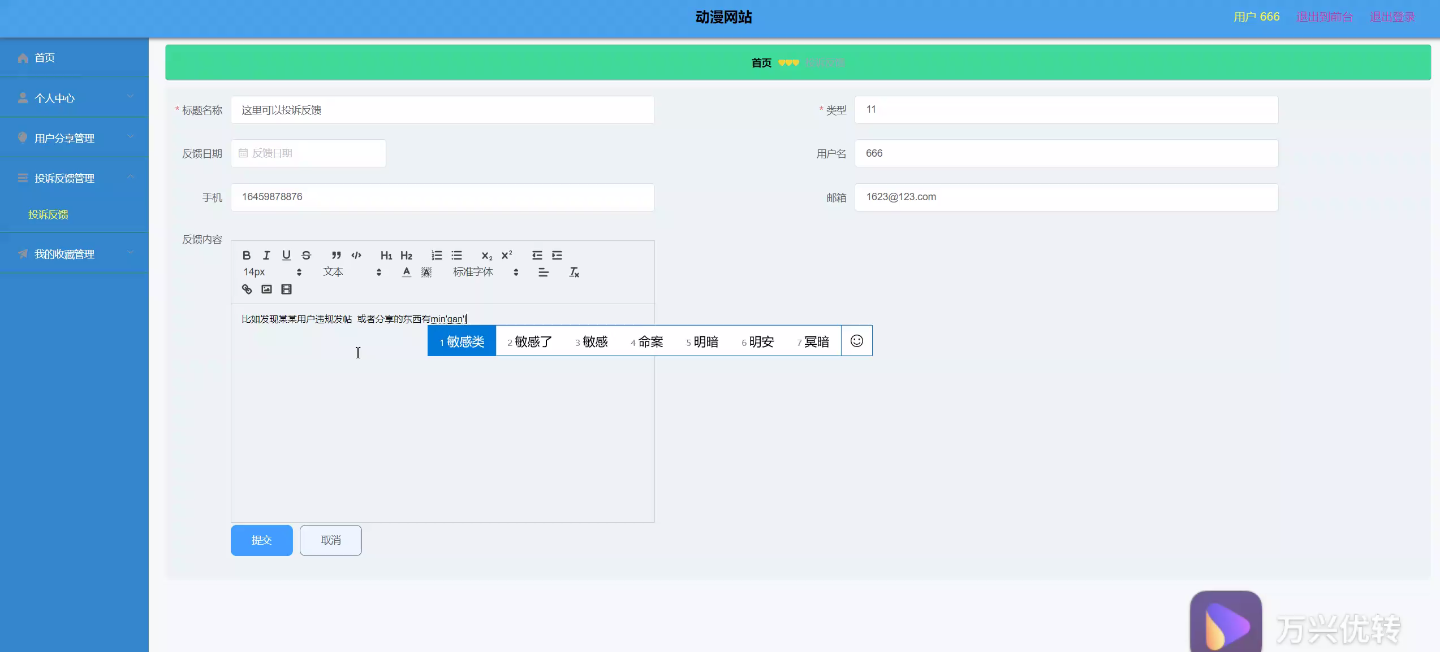 动漫网站
用户 666 退出到前台 退出登录
首页
个人中心
用户分享管理
投诉反馈管理
投诉反馈
我的收藏管理
首页
* 标题名称 这里可以投诉反馈
* 类型 11
反馈日期 反馈日期
用户名 666
手机 16459878876
邮箱 1623@123.com
反馈内容
B I U S H1 H2 X₂ X²
14px 文本 A 标准字体
比如发现某某用户违规发帖 或者分享的东西有min'gan'l
1 敏感类 2 敏感了 3 敏感 4 命案 5 明暗 6 明安 7 冥暗
提交 取消
万兴优转